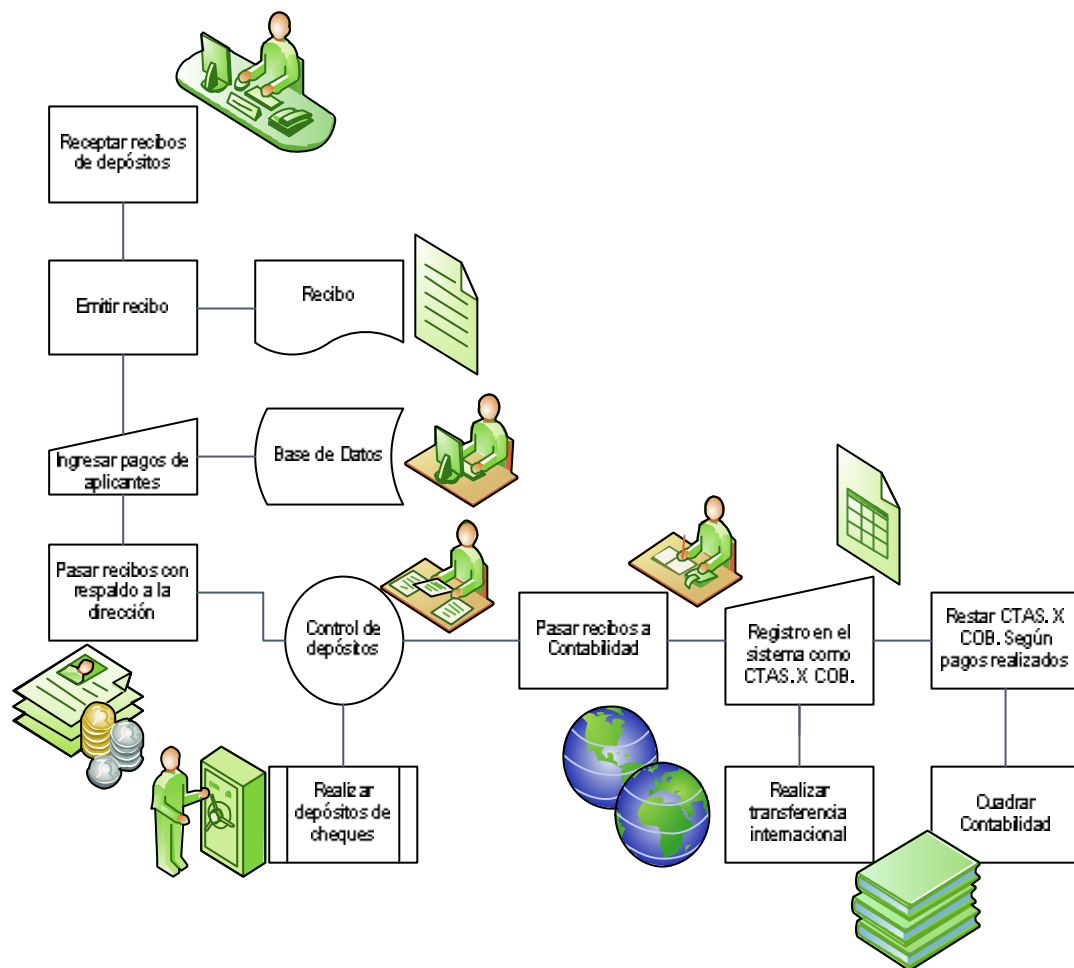 Receptar recibos
de depósitos
Emitir recibo
Recibo
Ingresar pagos de
aplicantes
Base de Datos
Pasar recibos con
respaldo a la
dirección
Control de
depósitos
Pasar recibos a
Contabilidad
Registro en el
sistema como
CTAS. X COB.
Restar CTAS. X
COB. Según
pagos realizados
Realizar
depósitos de
cheques
Realizar
transferencia
internacional
Cuadrar
Contabilidad